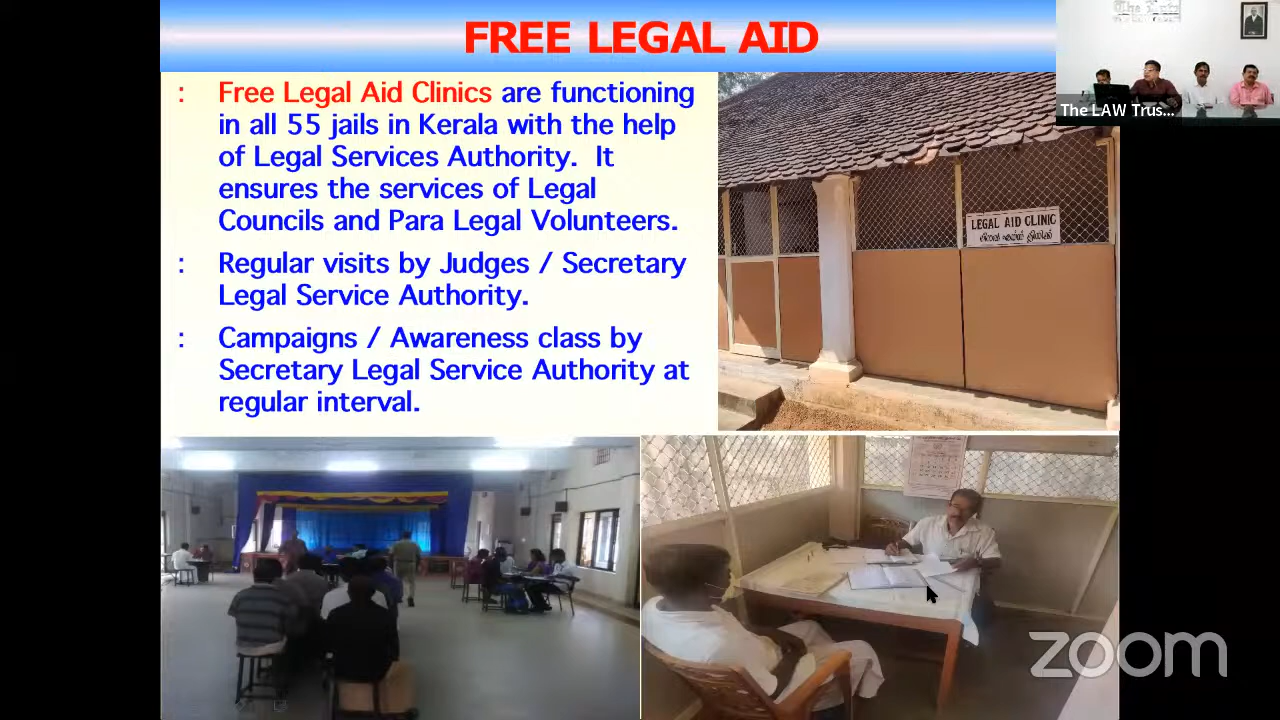 FREE LEGAL AID
The LAW Trus...
: Free Legal Aid Clinics are functioning
in all 55 jails in Kerala with the help
of Legal Services Authority. It
ensures the services of Legal
Councils and Para Legal Volunteers.
: Regular visits by Judges / Secretary
Legal Service Authority.
: Campaigns / Awareness class by
Secretary Legal Service Authority at
regular interval.
LEGAL AID CLINIC
zoom